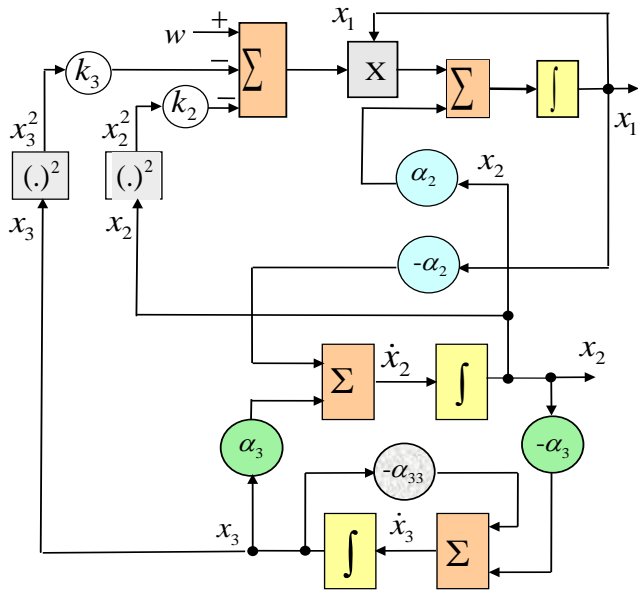 x₁
w + ∑ X ∑ ∫ x₁
− k₃
− k₂
x₃² x₂²
(.)² (.)² α₂ x₂
x₃ x₂
-α₂
Σ ẋ₂ ∫ x₂
α₃ -α₃
-α₃₃
x₃ ∫ ẋ₃ Σ